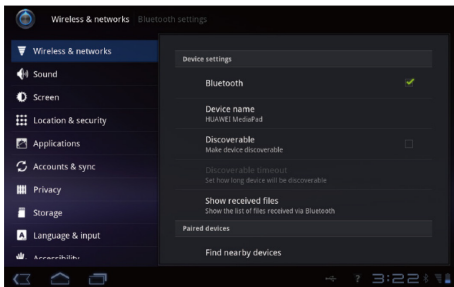 Wireless & networks Bluetooth settings
Wireless & networks
Sound
Screen
Location & security
Applications
Accounts & sync
Privacy
Storage
Language & input
Accessibility
Device settings
Bluetooth
Device name
HUAWEI MediaPad
Discoverable
Make device discoverable
Discoverable timeout
Set how long device will be discoverable
Show received files
Show the list of files received via Bluetooth
Paired devices
Find nearby devices
? 3:22